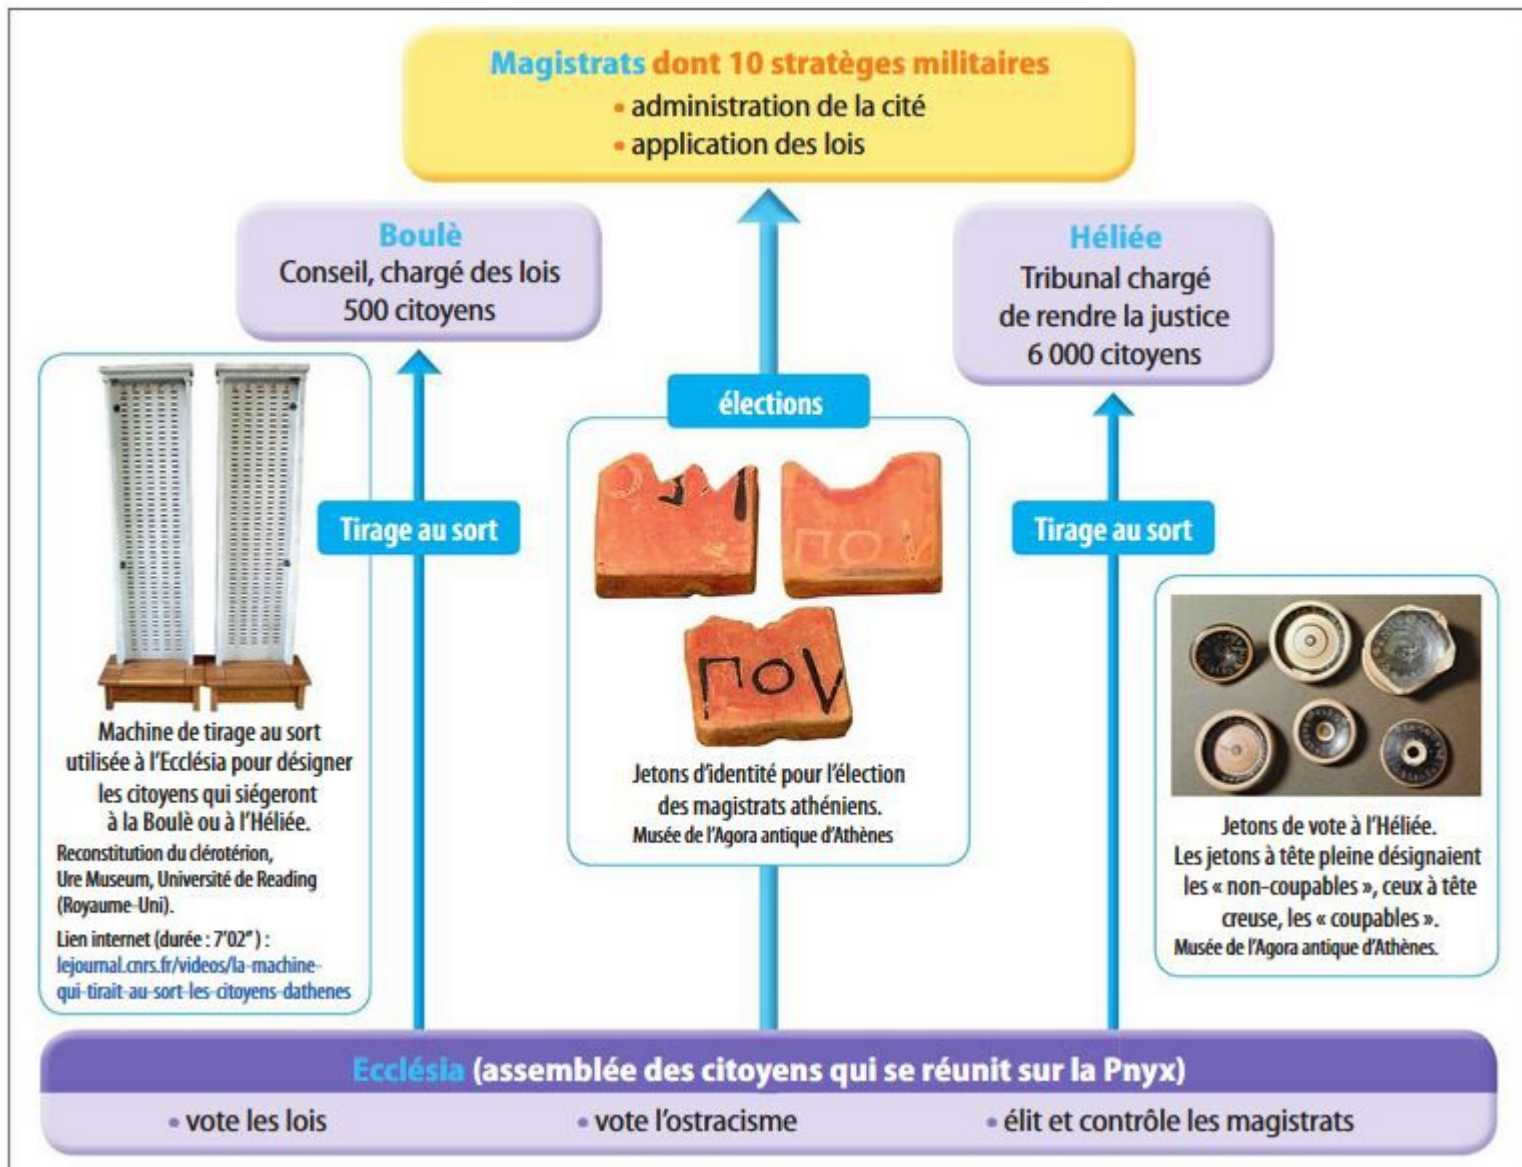 Magistrats dont 10 stratèges militaires
• administration de la cité
• application des lois
Boulè
Conseil, chargé des lois
500 citoyens
Héliée
Tribunal chargé
de rendre la justice
6 000 citoyens
élections
Tirage au sort
Tirage au sort
ΠΟV
ΠΟV
Machine de tirage au sort
utilisée à l'Ecclésia pour désigner
les citoyens qui siégeront
à la Boulè ou à l'Héliée.
Reconstitution du clérotérion,
Ure Museum, Université de Reading
(Royaume-Uni).
Lien internet (durée : 7'02'') :
lejournal.cnrs.fr/videos/la-machine-
qui-tirait-au-sort-les-citoyens-dathenes
Jetons d'identité pour l'élection
des magistrats athéniens.
Musée de l'Agora antique d'Athènes
Jetons de vote à l'Héliée.
Les jetons à tête pleine désignaient
les « non-coupables », ceux à tête
creuse, les « coupables ».
Musée de l'Agora antique d'Athènes.
Ecclésia (assemblée des citoyens qui se réunit sur la Pnyx)
• vote les lois
• vote l'ostracisme
• élit et contrôle les magistrats